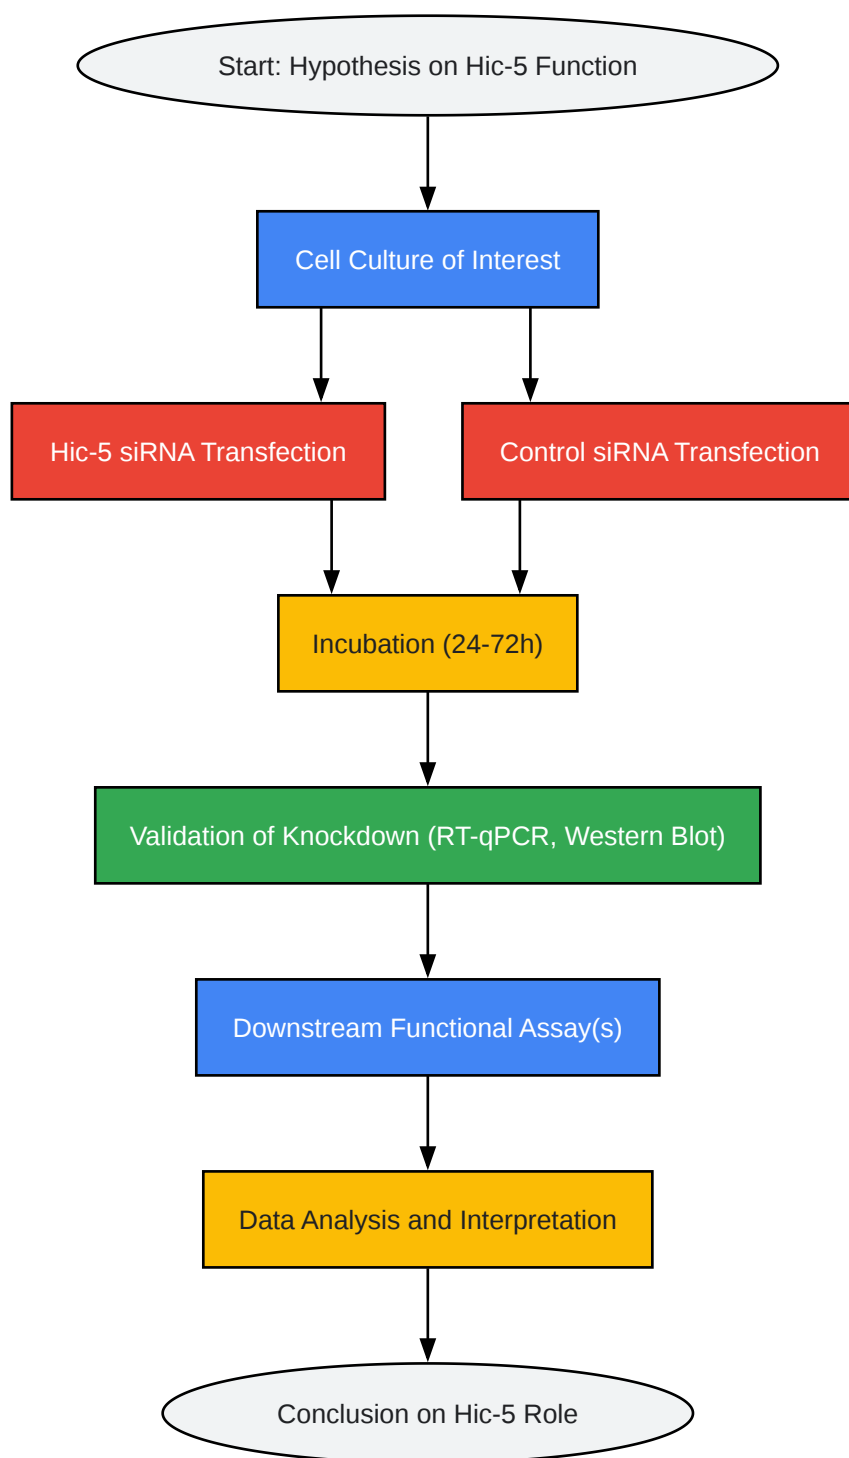 Start: Hypothesis on Hic-5 Function
Cell Culture of Interest
Hic-5 siRNA Transfection
Control siRNA Transfection
Incubation (24-72h)
Validation of Knockdown (RT-qPCR, Western Blot)
Downstream Functional Assay(s)
Data Analysis and Interpretation
Conclusion on Hic-5 Role